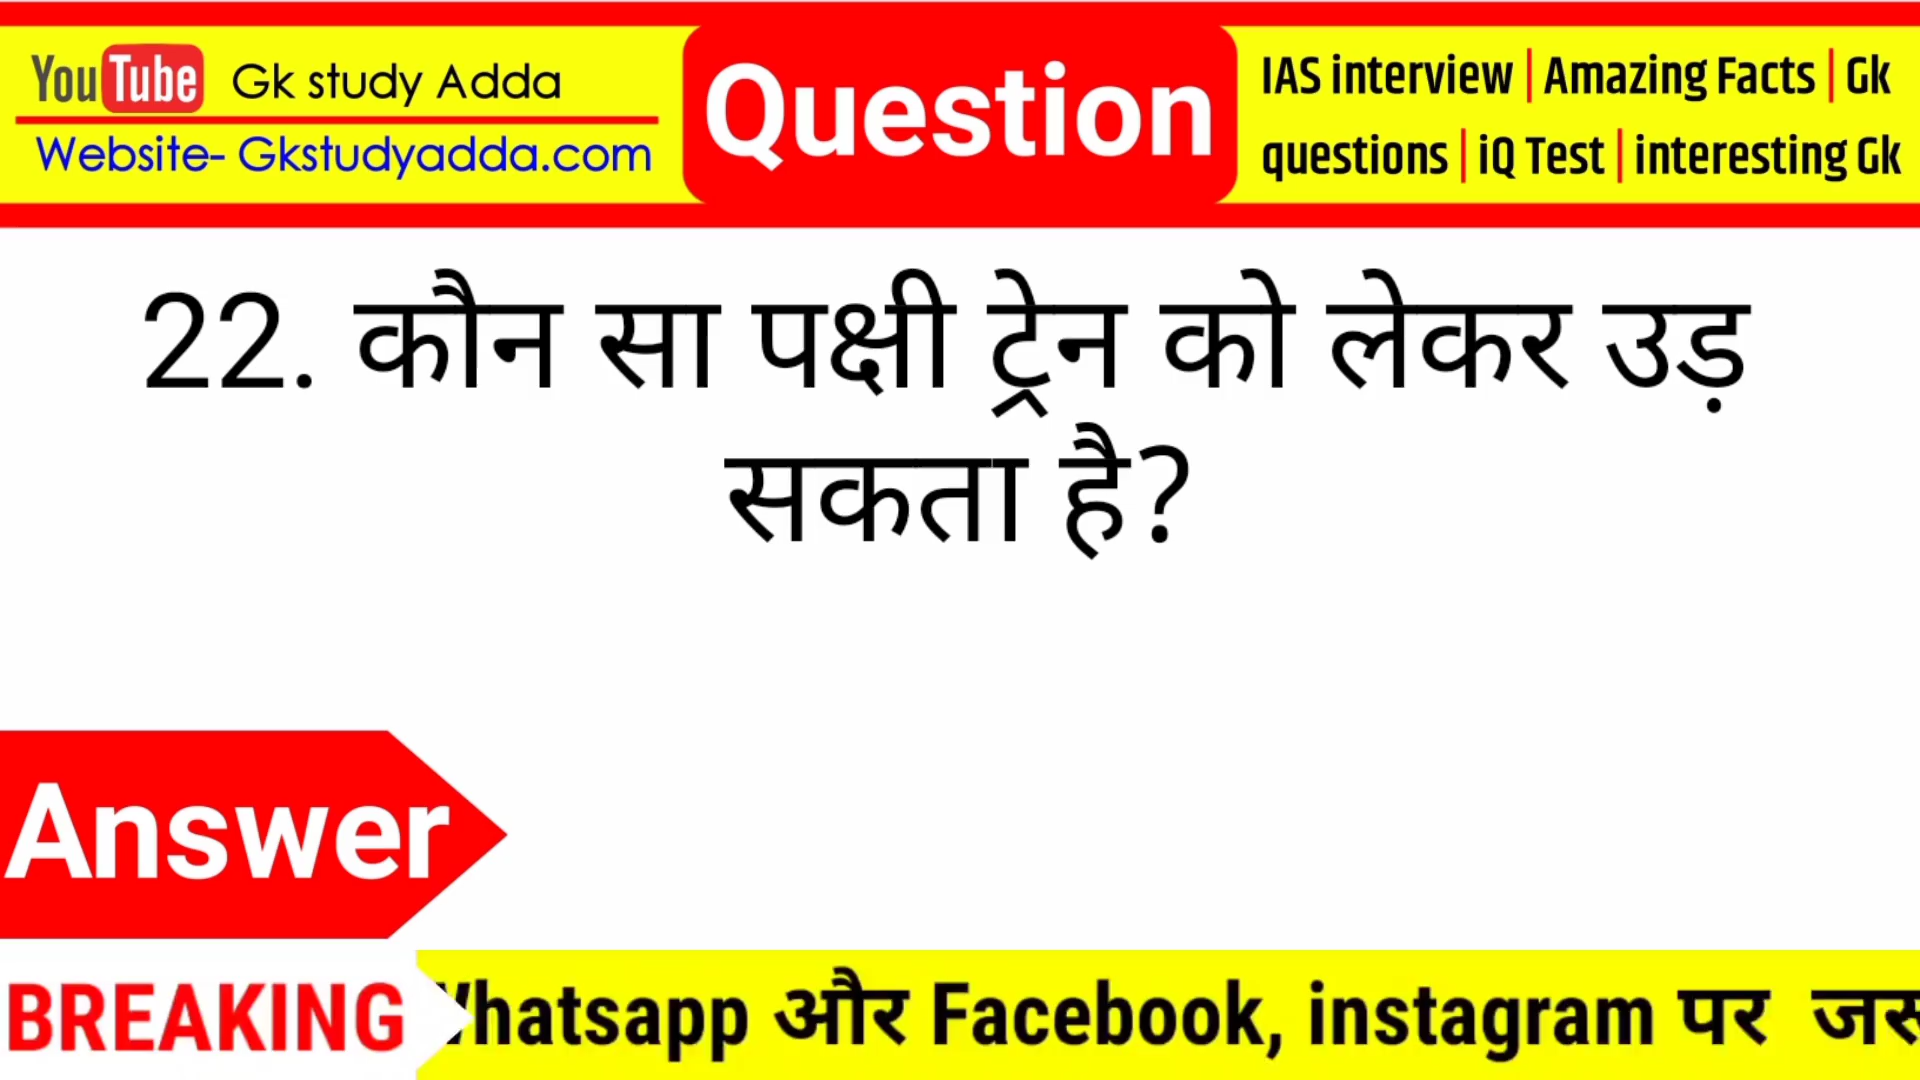 YouTube Gk study Adda
Website- Gkstudyadda.com
Question
IAS interview | Amazing Facts | Gk
questions | iQ Test | interesting Gk
22. कौन सा पक्षी ट्रेन को लेकर उड़
सकता है?
Answer
BREAKING
Whatsapp और Facebook, instagram पर